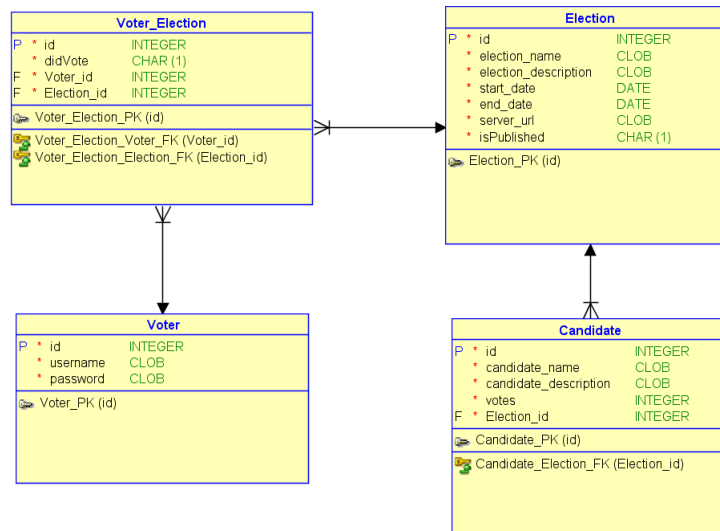 Voter_Election
P * id INTEGER
* didVote CHAR (1)
F * Voter_id INTEGER
F * Election_id INTEGER
Voter_Election_PK (id)
Voter_Election_Voter_FK (Voter_id)
Voter_Election_Election_FK (Election_id)
Election
P * id INTEGER
* election_name CLOB
* election_description CLOB
* start_date DATE
* end_date DATE
* server_url CLOB
* isPublished CHAR (1)
Election_PK (id)
Voter
P * id INTEGER
* username CLOB
* password CLOB
Voter_PK (id)
Candidate
P * id INTEGER
* candidate_name CLOB
* candidate_description CLOB
* votes INTEGER
F * Election_id INTEGER
Candidate_PK (id)
Candidate_Election_FK (Election_id)